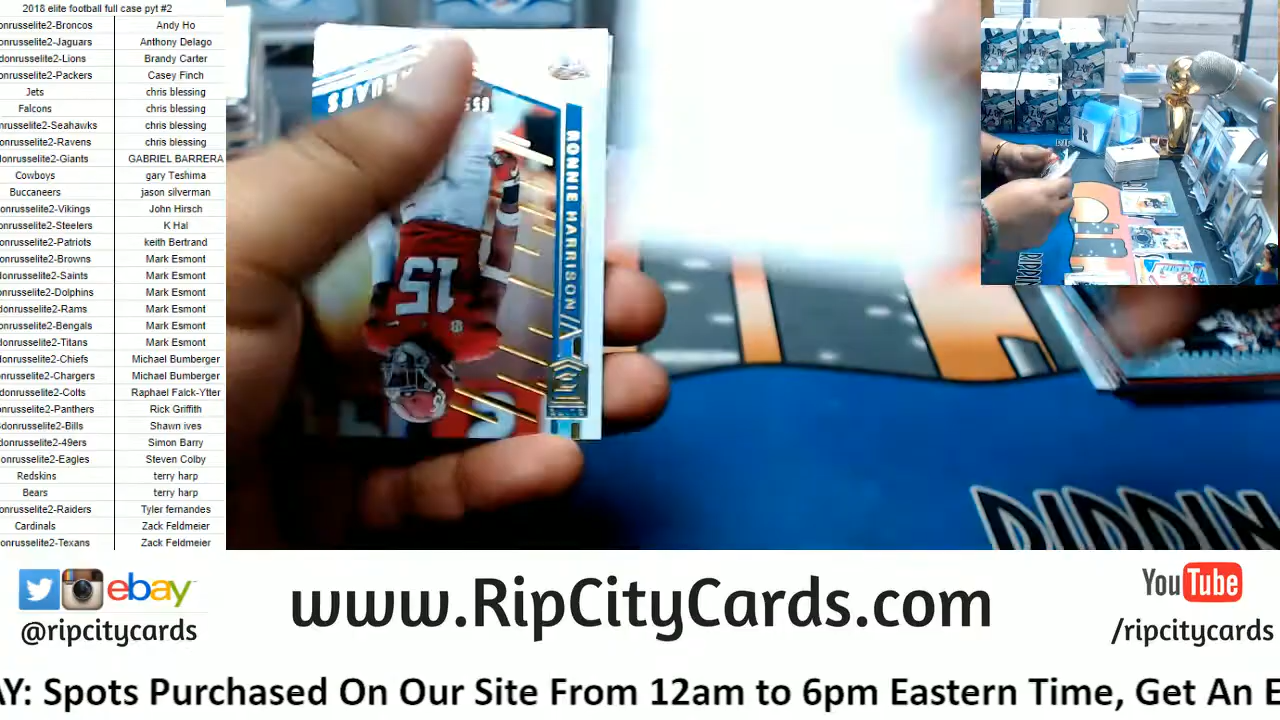 2018 elite football full case pyt #2
onrusselite2-Broncos Andy Ho
onrusselite2-Jaguars Anthony Delago
donrusselite2-Lions Brandy Carter
onrusselite2-Packers Casey Finch
Jets chris blessing
Falcons chris blessing
nrusselite2-Seahawks chris blessing
onrusselite2-Ravens chris blessing
donrusselite2-Giants GABRIEL BARRERA
Cowboys gary Teshima
Buccaneers jason silverman
onrusselite2-Vikings John Hirsch
onrusselite2-Steelers K Hal
onrusselite2-Patriots keith Bertrand
onrusselite2-Browns Mark Esmont
donrusselite2-Saints Mark Esmont
onrusselite2-Dolphins Mark Esmont
donrusselite2-Rams Mark Esmont
onrusselite2-Bengals Mark Esmont
donrusselite2-Titans Mark Esmont
onrusselite2-Chiefs Michael Bumberger
onrusselite2-Chargers Michael Bumberger
donrusselite2-Colts Raphael Falck-Ytter
onrusselite2-Panthers Rick Griffith
donrusselite2-Bills Shawn ives
donrusselite2-49ers Simon Barry
onrusselite2-Eagles Steven Colby
Redskins terry harp
Bears terry harp
onrusselite2-Raiders Tyler fernandes
Cardinals Zack Feldmeier
onrusselite2-Texans Zack Feldmeier
RONNIE HARRISON
15
R
RIPPIN
RIPPIN
ebay
@ripcitycards
www.RipCityCards.com
YouTube
/ripcitycards
AY: Spots Purchased On Our Site From 12am to 6pm Eastern Time, Get An E